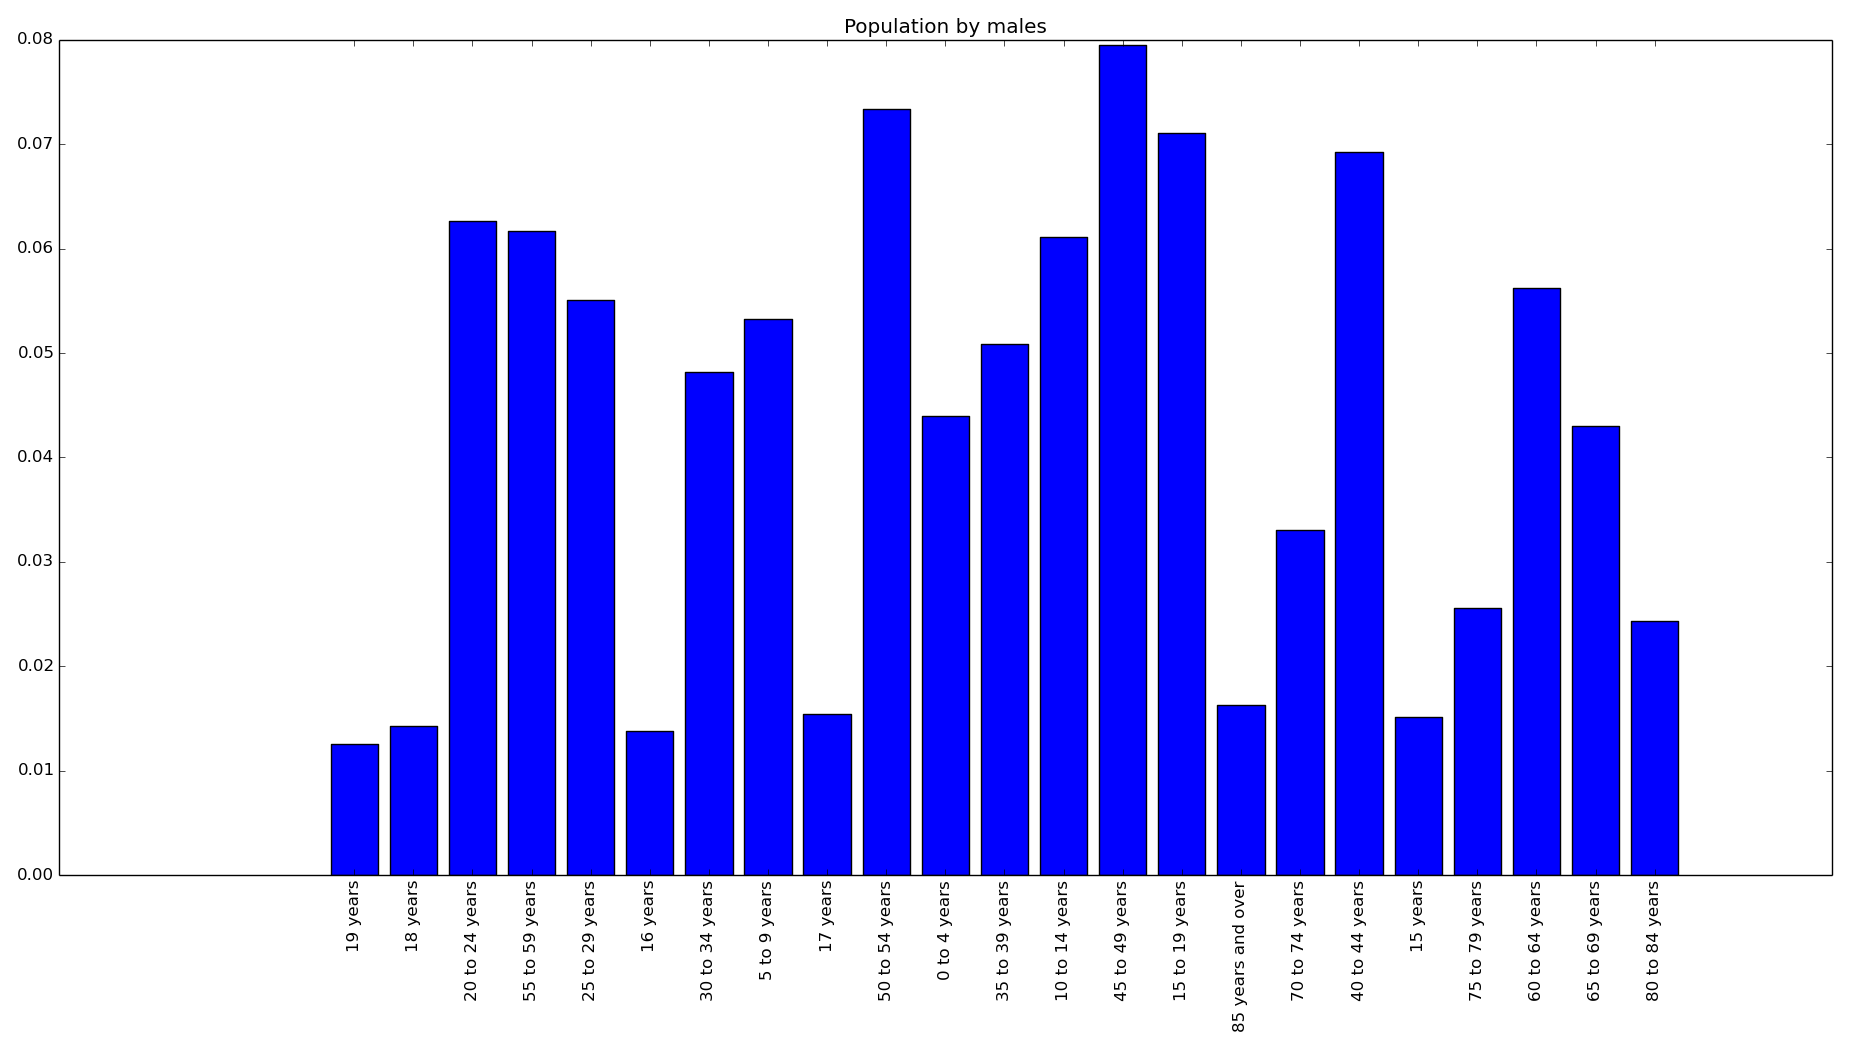 Population by males
0.08
0.07
0.06
0.05
0.04
0.03
0.02
0.01
0.00
19 years
18 years
20 to 24 years
55 to 59 years
25 to 29 years
16 years
30 to 34 years
5 to 9 years
17 years
50 to 54 years
0 to 4 years
35 to 39 years
10 to 14 years
45 to 49 years
15 to 19 years
85 years and over
70 to 74 years
40 to 44 years
15 years
75 to 79 years
60 to 64 years
65 to 69 years
80 to 84 years